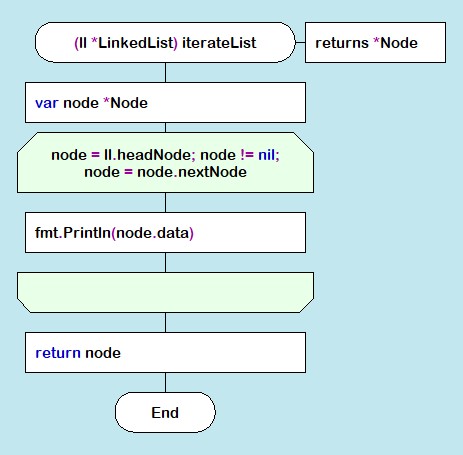 (ll *LinkedList) iterateList
returns *Node
var node *Node
node = ll.headNode; node != nil;
node = node.nextNode
fmt.Println(node.data)
return node
End